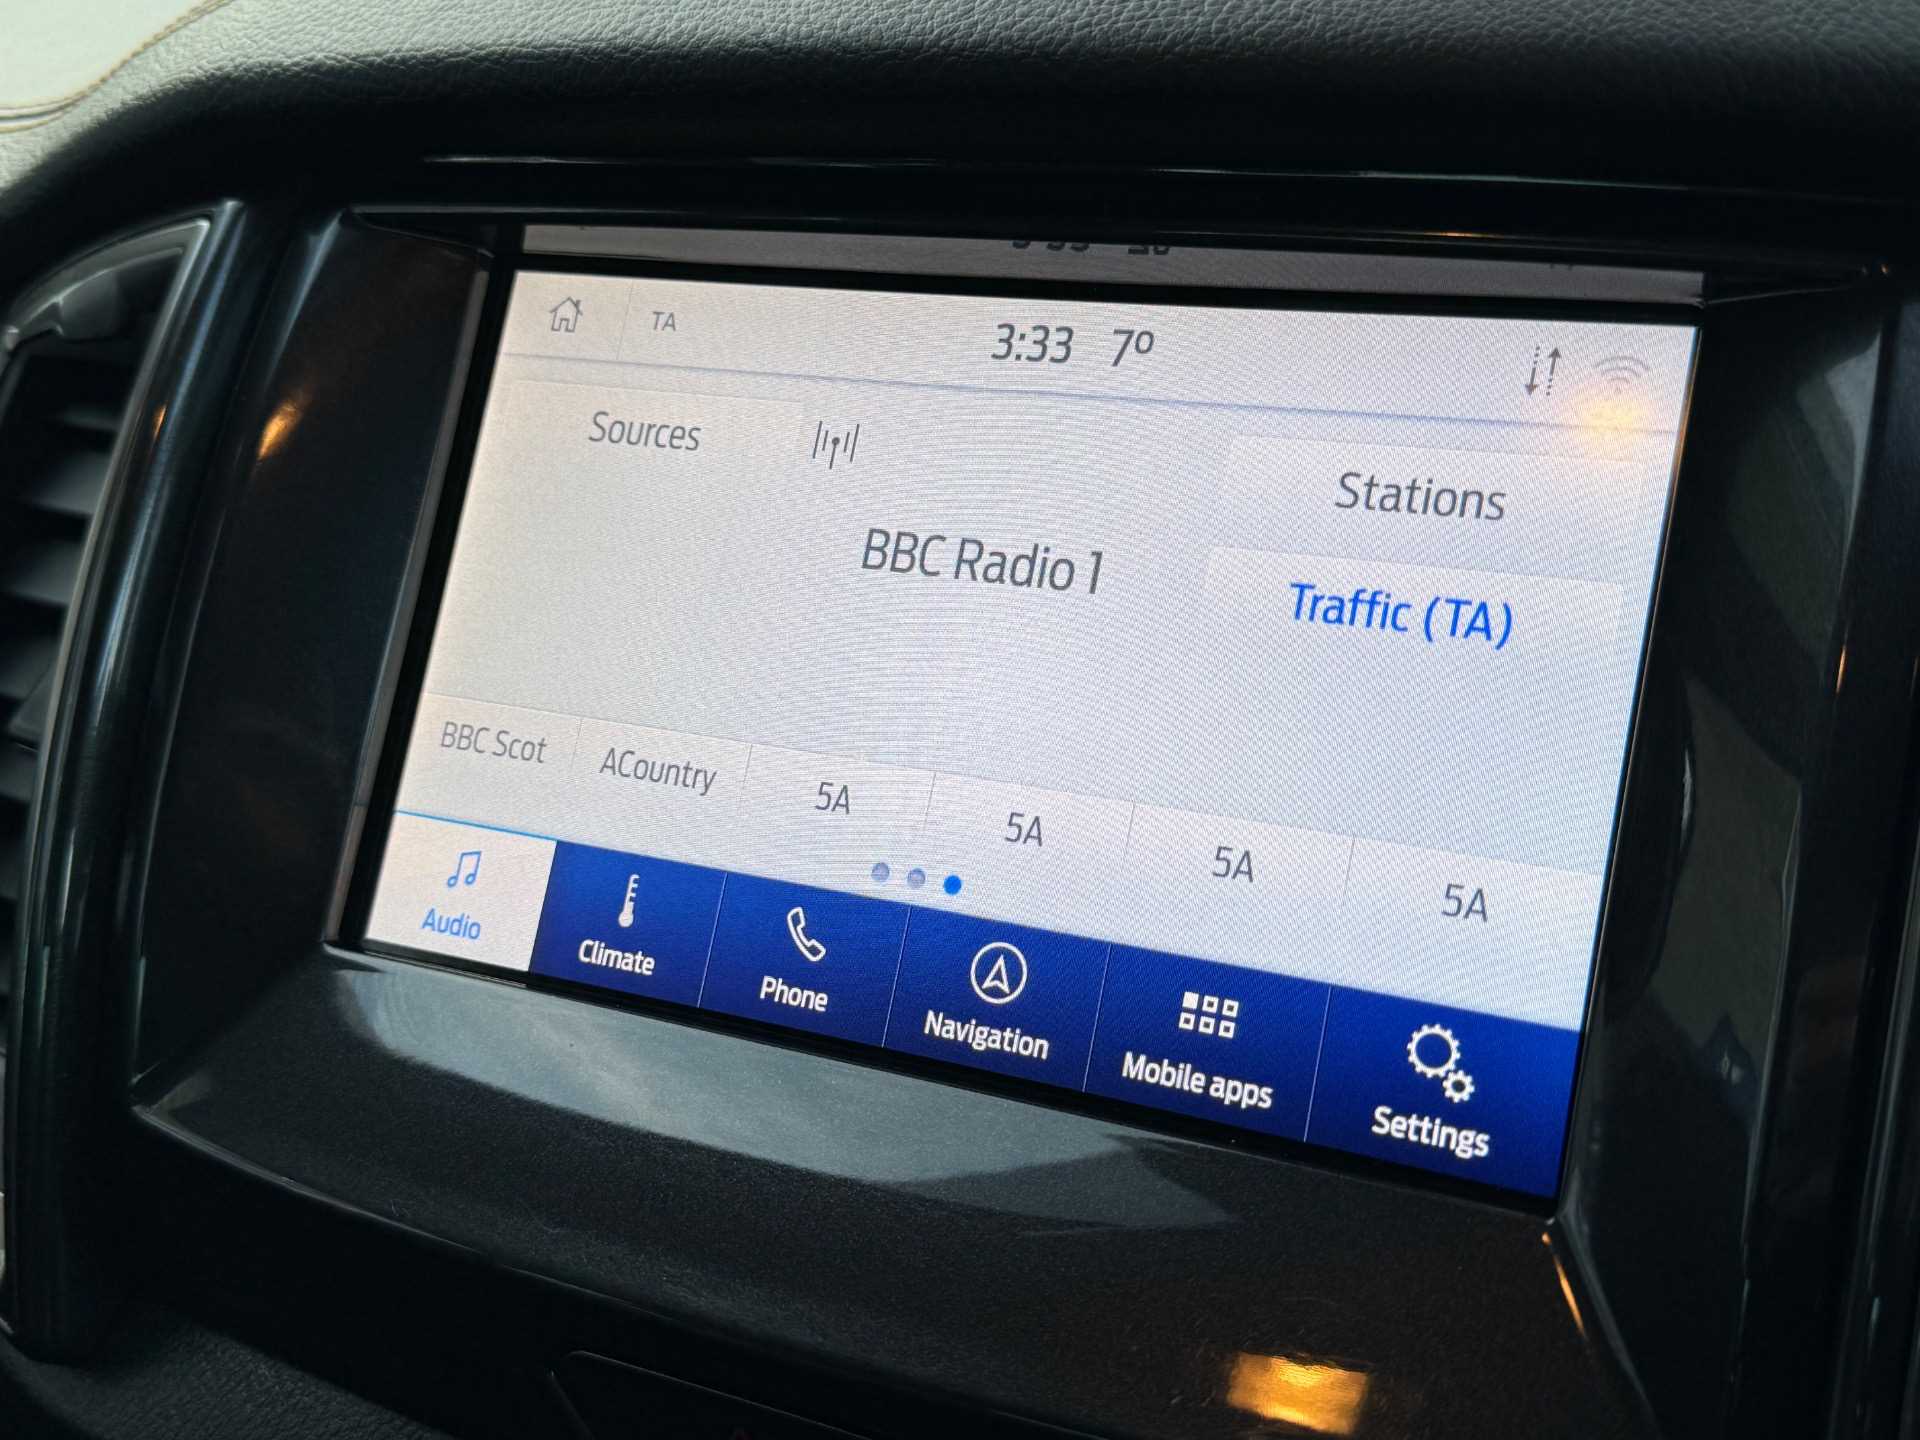 TA
3:33 7º
Sources
Stations
BBC Radio 1
Traffic (TA)
BBC Scot
ACountry
5A
5A
5A
5A
Audio
Climate
Phone
Navigation
Mobile apps
Settings